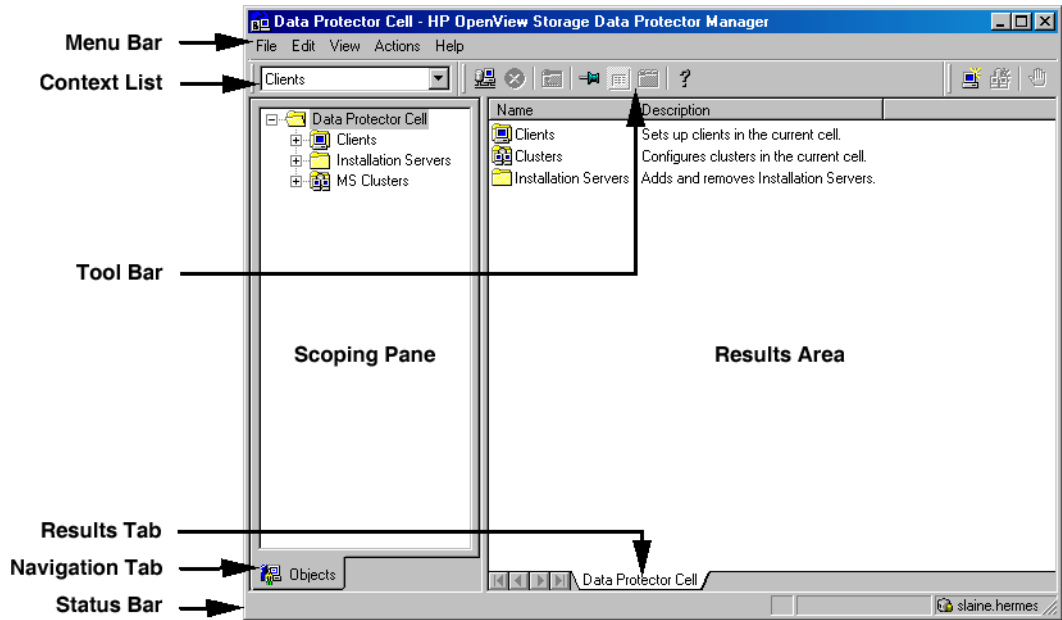 Data Protector Cell - HP OpenView Storage Data Protector Manager
Menu Bar
File Edit View Actions Help
Context List
Clients
?
Data Protector Cell
Clients
Installation Servers
MS Clusters
Name Description
Clients Sets up clients in the current cell.
Clusters Configures clusters in the current cell.
Installation Servers Adds and removes Installation Servers.
Tool Bar
Scoping Pane
Results Area
Results Tab
Navigation Tab
Objects
Data Protector Cell
Status Bar
slaine.hermes